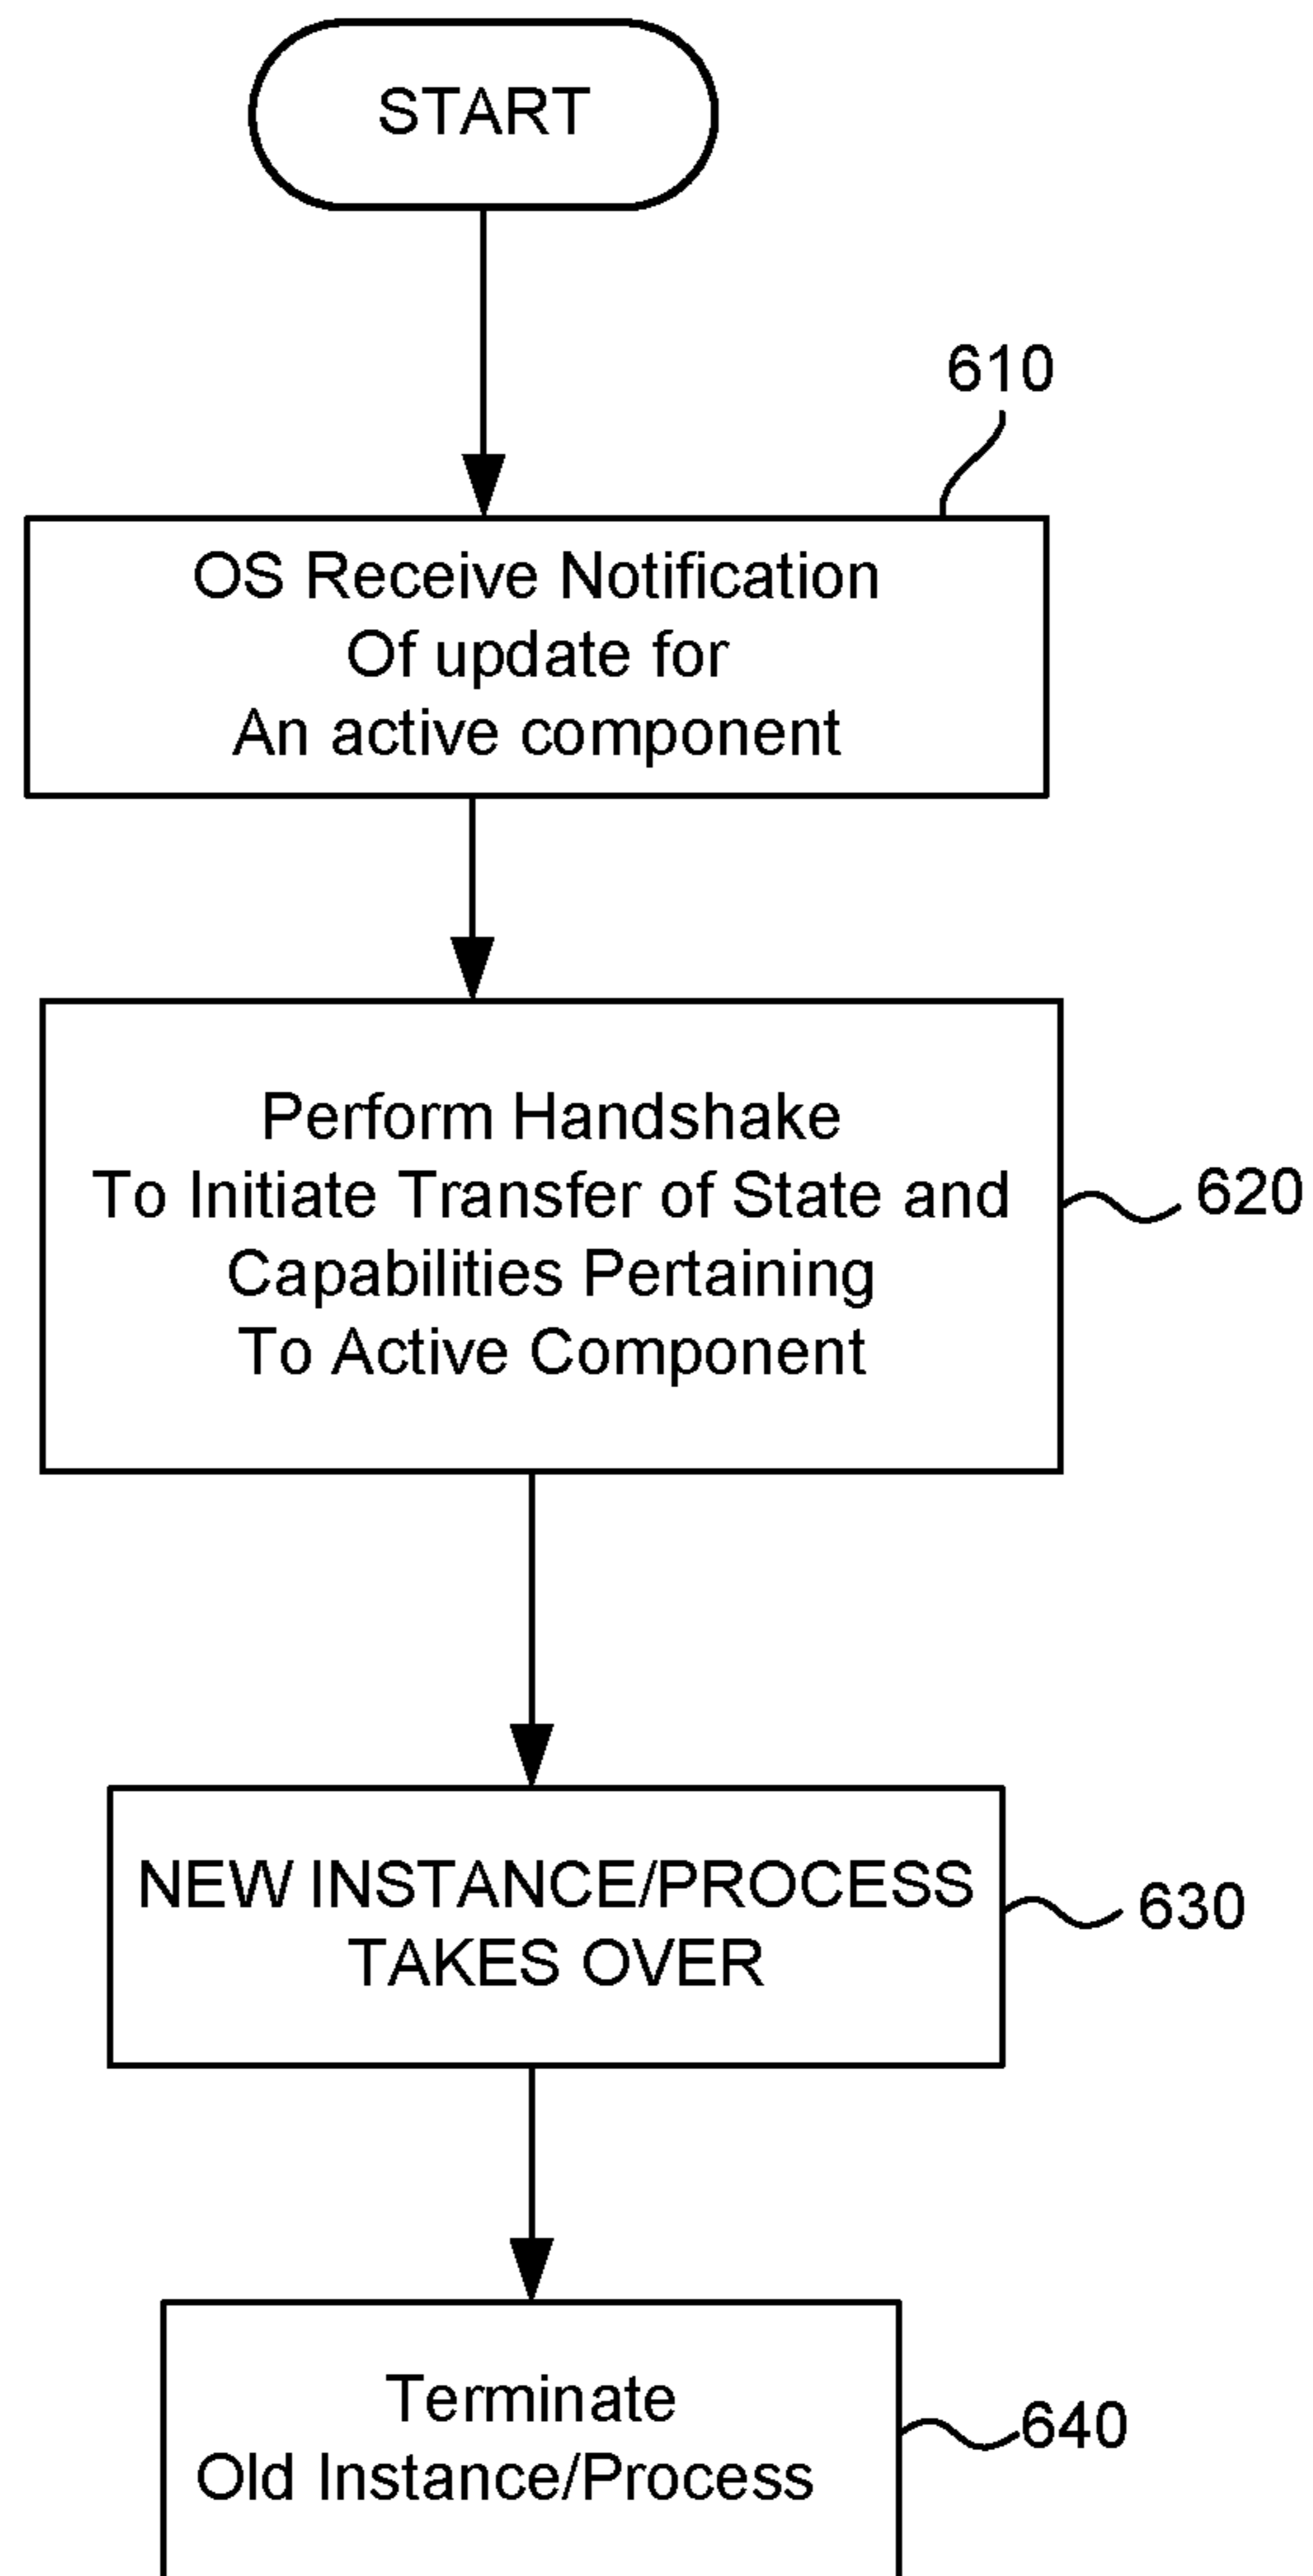 START
610
OS Receive Notification
Of update for
An active component
Perform Handshake
To Initiate Transfer of State and
Capabilities Pertaining
To Active Component
620
NEW INSTANCE/PROCESS
TAKES OVER
630
Terminate
Old Instance/Process
640